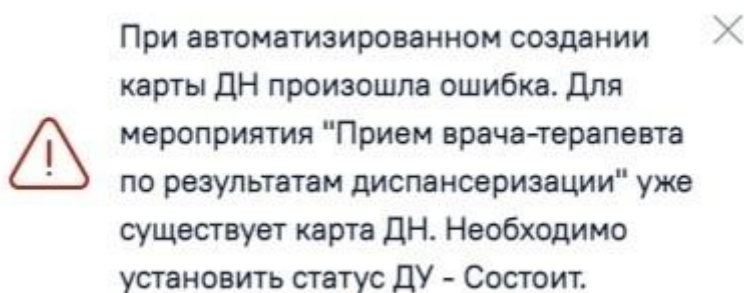 При автоматизированном создании
карты ДН произошла ошибка. Для
мероприятия "Прием врача-терапевта
по результатам диспансеризации" уже
существует карта ДН. Необходимо
установить статус ДУ - Состоит.